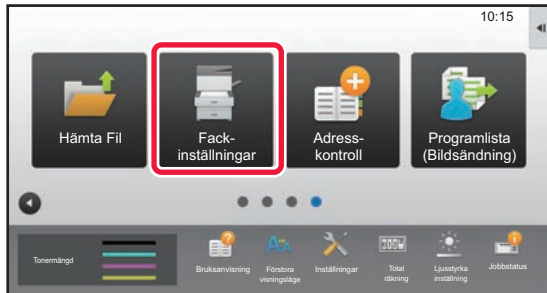 10:15
Hämta Fil
Fack-
inställningar
Adress-
kontroll
Programlista
(Bildsändning)
Tonermängd
Bruksanvisning
Förstora
visningsläge
Inställningar
Total
räkning
Ljusstyrka
inställning
Jobbstatus